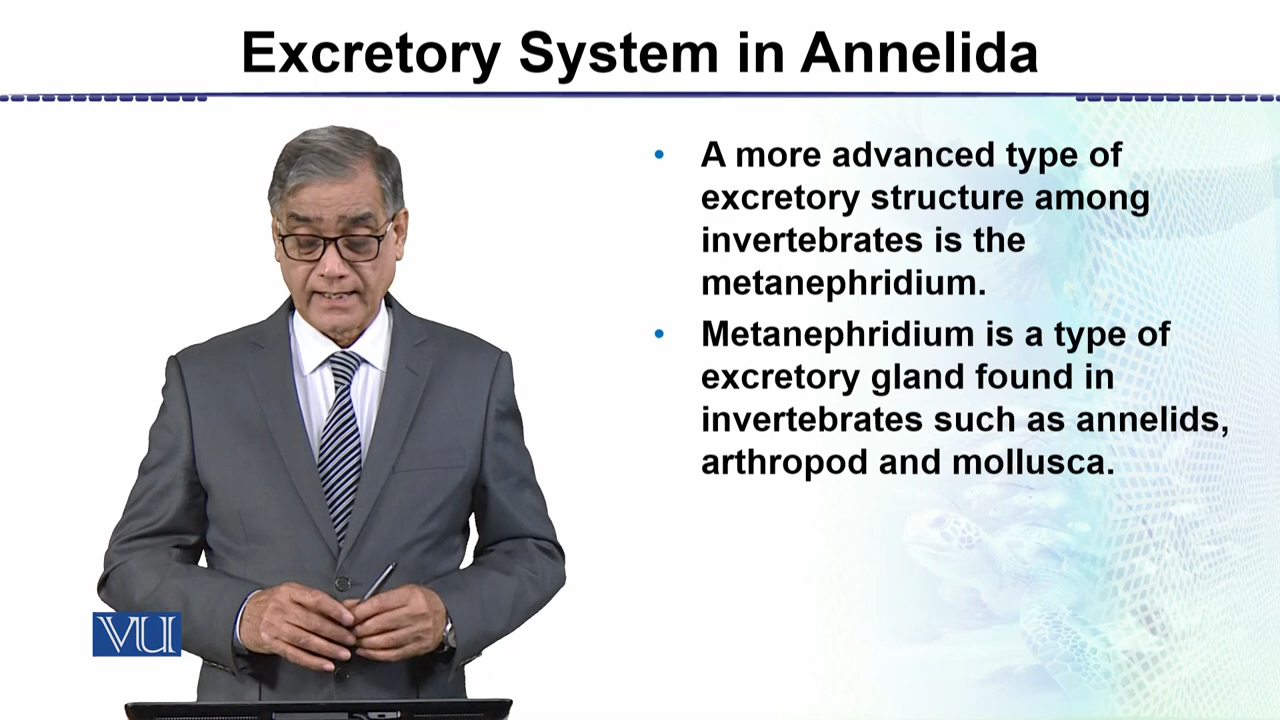 Excretory System in Annelida
• A more advanced type of
excretory structure among
invertebrates is the
metanephridium.
• Metanephridium is a type of
excretory gland found in
invertebrates such as annelids,
arthropod and mollusca.
VU